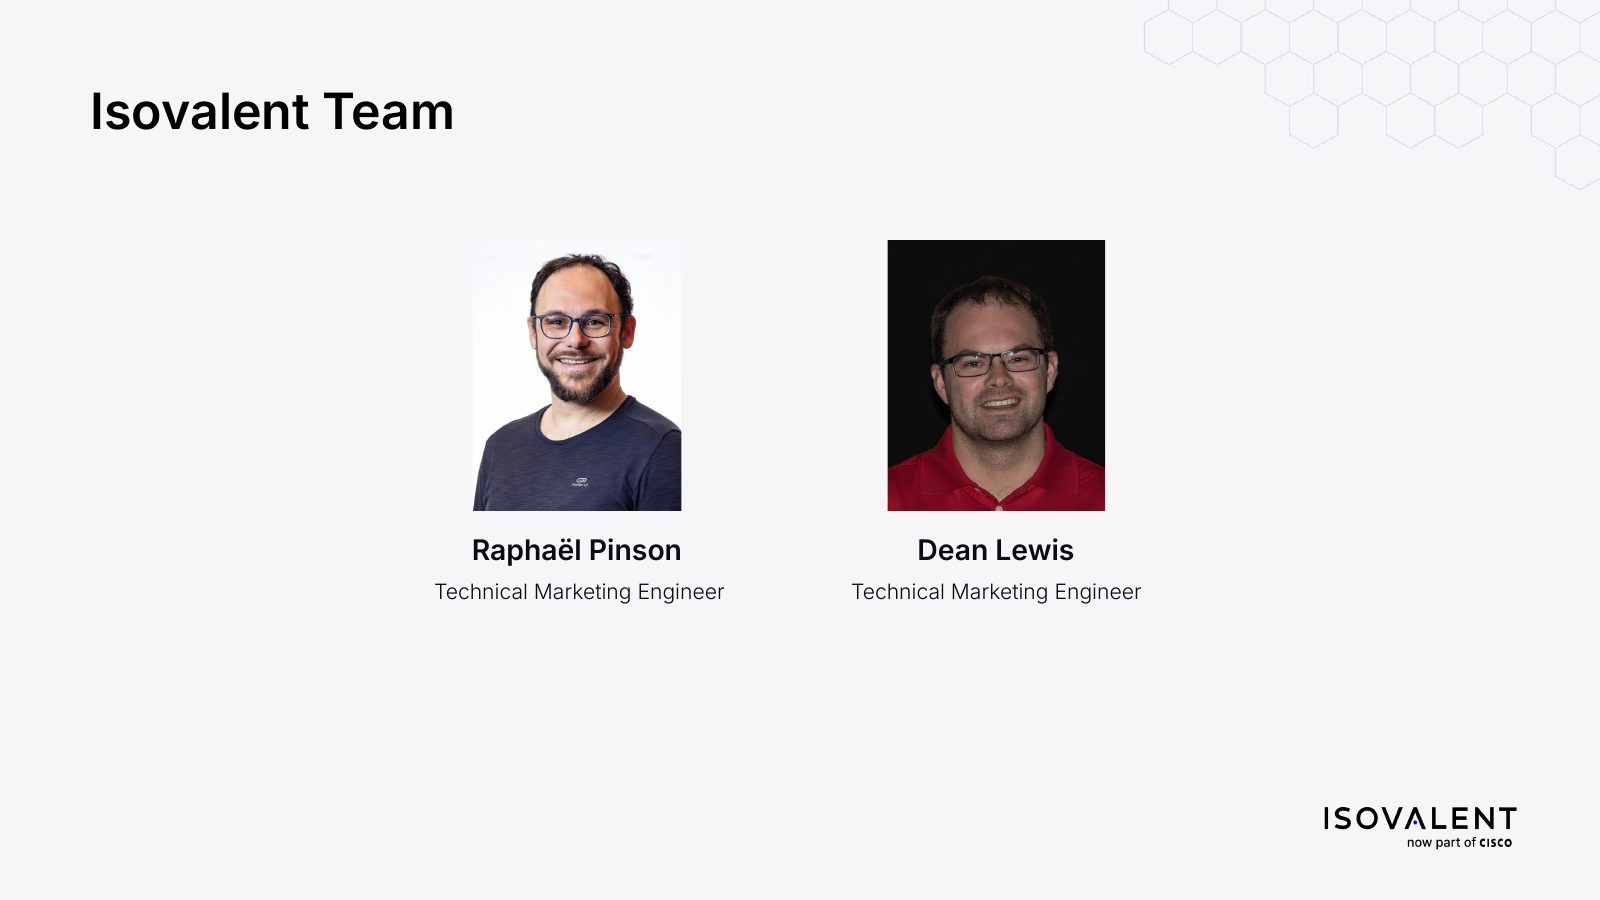 Isovalent Team
Raphaël Pinson
Technical Marketing Engineer
Dean Lewis
Technical Marketing Engineer
ISOVALENT
now part of CISCO